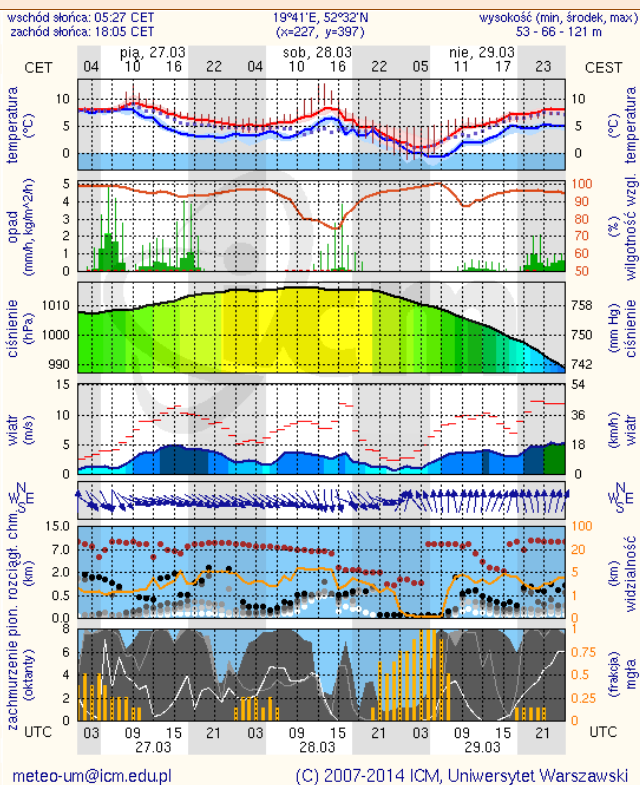 wschód słońca: 05:27 CET 19°41'E, 52°32'N wysokość (min, środek, max)
zachód słońca: 18:05 CET (x=227, y=397) 53 - 66 - 121 m
pią, 27.03 sob, 28.03 nie, 29.03
CET 04 10 16 22 04 10 16 22 05 11 17 23 CEST
temperatura (°C) 10 5 0 10 5 0 temperatura (°C)
opad (mm/h, kg/m^2/h) 5 4 3 2 1 0 100 90 80 70 60 50 (%) wilgotność wzgl.
ciśnienie (hPa) 1010 1000 990 758 750 742 (mm Hg) ciśnienie
wiatr (m/s) 15 10 5 0 54 36 18 0 (km/h) wiatr
N W E S N W E S
pion. rozciągł. chm. (km) 15.0 7.0 2.0 0.5 0.0 100 20 5 1 0 (km) widzialność
zachmurzenie (oktanty) 8 6 4 2 0 1 0.75 0.5 0.25 0 (frakcja) mgła
UTC 03 09 15 21 03 09 15 21 03 09 15 21 UTC
27.03 28.03 29.03
meteo-um@icm.edu.pl (C) 2007-2014 ICM, Uniwersytet Warszawski